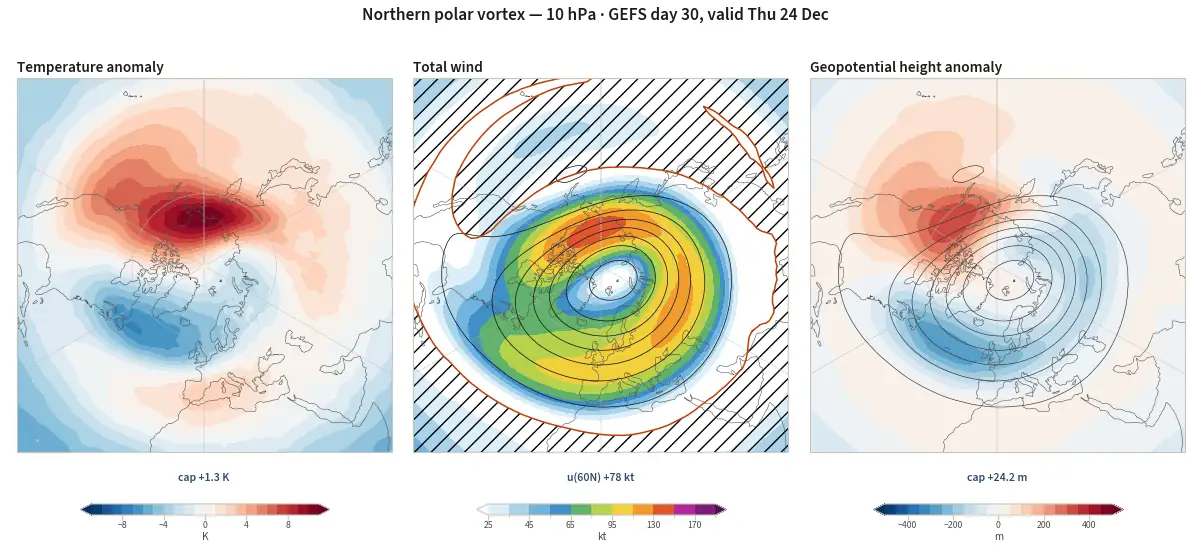 Northern polar vortex — 10 hPa · GEFS day 30, valid Thu 24 Dec
Temperature anomaly
Total wind
Geopotential height anomaly
cap +1.3 K
u(60N) +78 kt
cap +24.2 m
−8 −4 0 4 8
K
25 45 65 95 130 170
kt
−400 −200 0 200 400
m